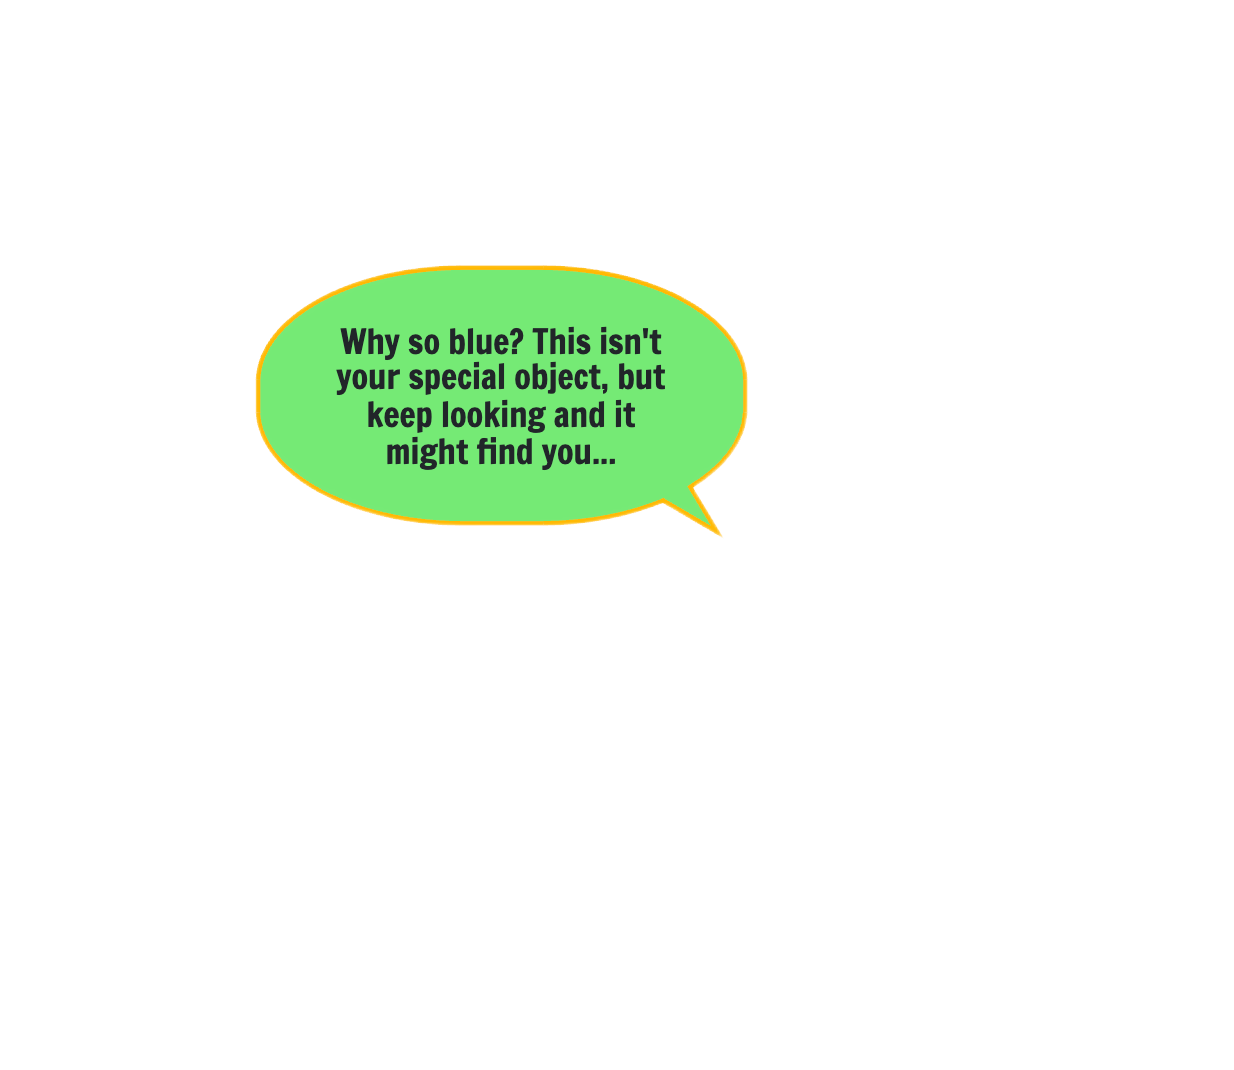 Why so blue? This isn't
your special object, but
keep looking and it
might find you...